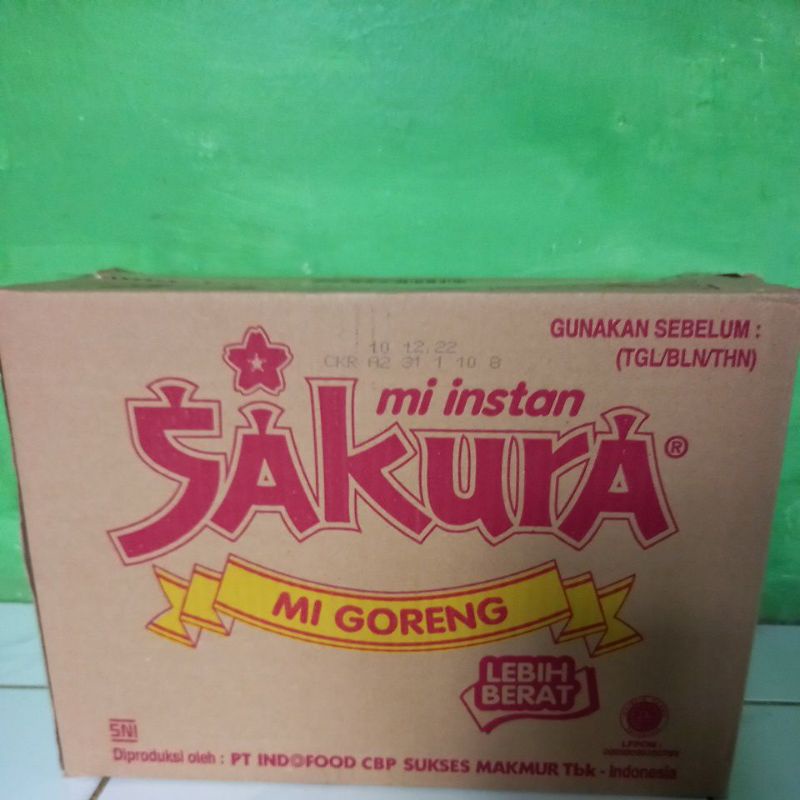 GUNAKAN SEBELUM :
(TGL/BLN/THN)
10 12.22
CKR A2 31 1 10 8
mi instan
SAkurA®
MI GORENG
LEBIH
BERAT
SNI
Diproduksi oleh : PT INDOFOOD CBP SUKSES MAKMUR Tbk - Indonesia